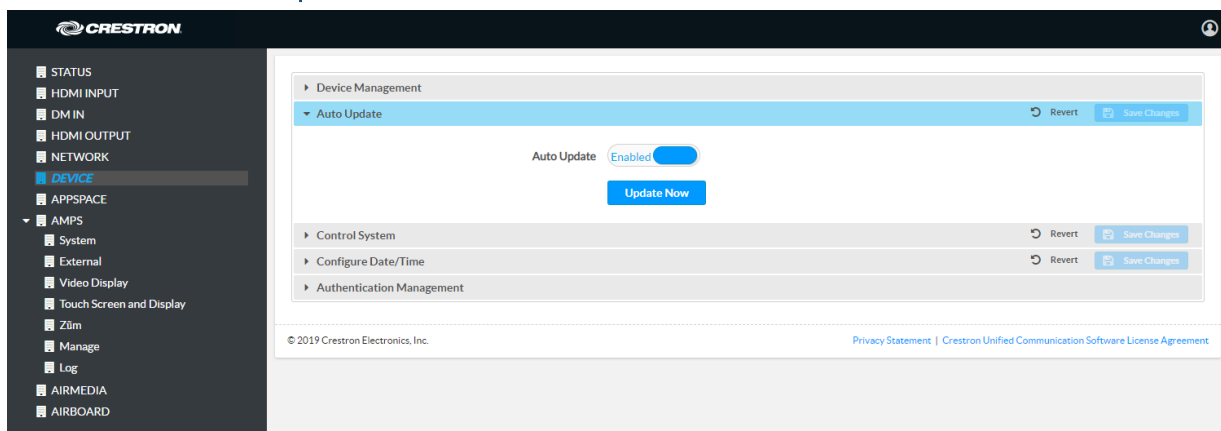 CRESTRON
STATUS
HDMI INPUT
DM IN
HDMI OUTPUT
NETWORK
DEVICE
APPSPACE
AMPS
System
External
Video Display
Touch Screen and Display
Zūm
Manage
Log
AIRMEDIA
AIRBOARD
Device Management
Auto Update Revert Save Changes
Auto Update Enabled
Update Now
Control System Revert Save Changes
Configure Date/Time Revert Save Changes
Authentication Management
© 2019 Crestron Electronics, Inc. Privacy Statement | Crestron Unified Communication Software License Agreement